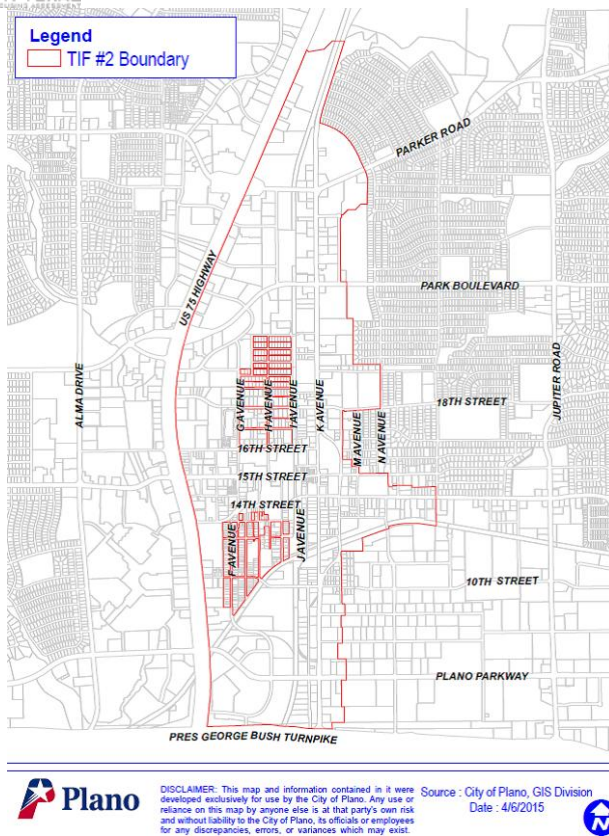 Legend
TIF #2 Boundary
PARKER ROAD
US 75 HIGHWAY
PARK BOULEVARD
ALMA DRIVE
G AVENUE
H AVENUE
I AVENUE
K AVENUE
M AVENUE
N AVENUE
18TH STREET
JUPITER ROAD
16TH STREET
15TH STREET
14TH STREET
F AVENUE
J AVENUE
10TH STREET
PLANO PARKWAY
PRES GEORGE BUSH TURNPIKE
Plano
DISCLAIMER: This map and information contained in it were
developed exclusively for use by the City of Plano. Any use or
reliance on this map by anyone else is at that party's own risk
and without liability to the City of Plano, its officials or employees
for any discrepancies, errors, or variances which may exist.
Source : City of Plano, GIS Division
Date : 4/6/2015
N